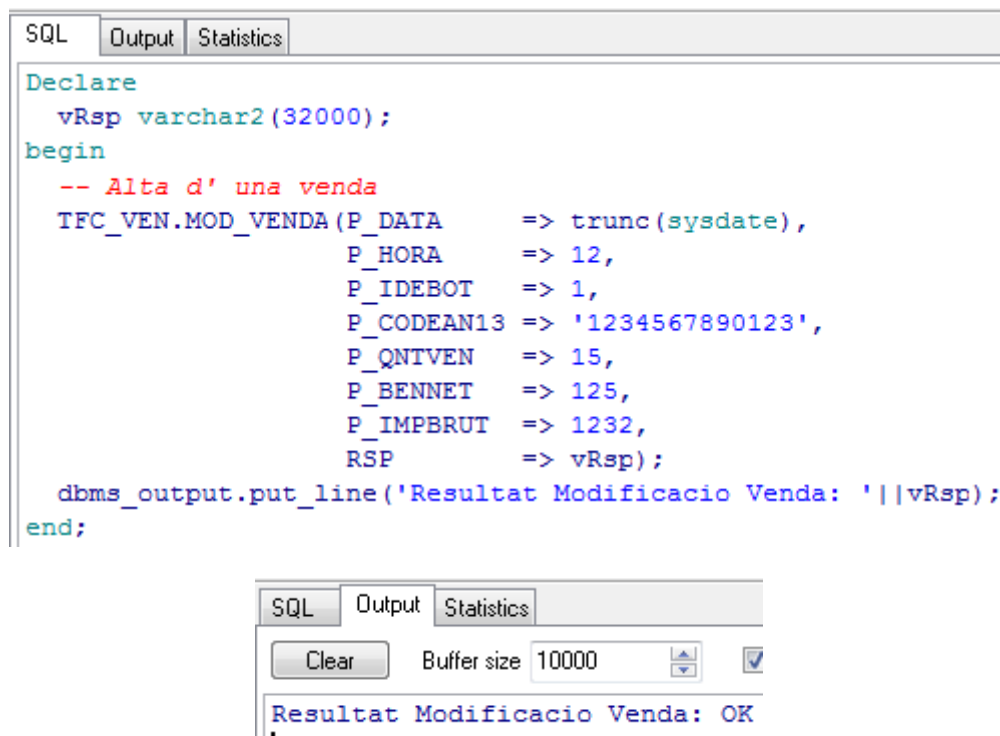 SQL Output Statistics
Declare
  vRsp varchar2(32000);
begin
  -- Alta d' una venda
  TFC_VEN.MOD_VENDA(P_DATA     => trunc(sysdate),
                    P_HORA     => 12,
                    P_IDEBOT   => 1,
                    P_CODEAN13 => '1234567890123',
                    P_QNTVEN   => 15,
                    P_BENNET   => 125,
                    P_IMPBRUT  => 1232,
                    RSP        => vRsp);
  dbms_output.put_line('Resultat Modificacio Venda: '||vRsp);
end;
SQL Output Statistics
Clear Buffer size 10000
Resultat Modificacio Venda: OK